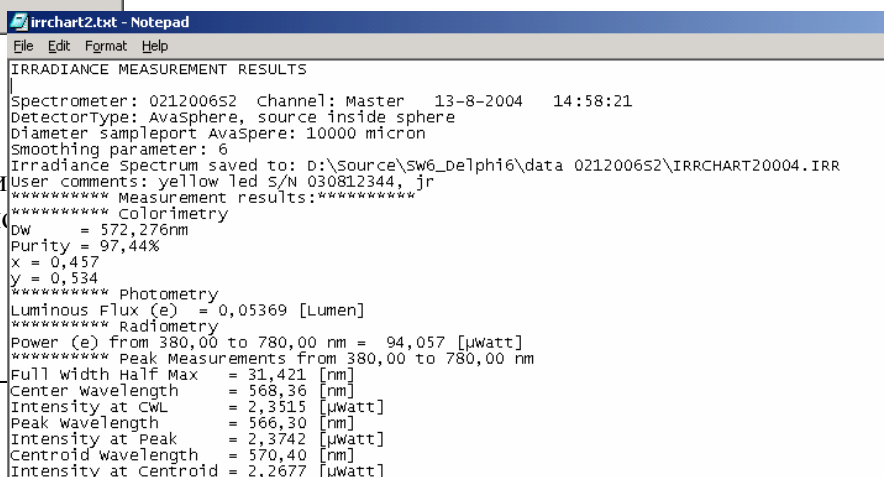 irrchart2.txt - Notepad
File Edit Format Help
IRRADIANCE MEASUREMENT RESULTS
Spectrometer: 0212006S2 Channel: Master 13-8-2004 14:58:21
DetectorType: AvaSphere, source inside sphere
Diameter sampleport AvaSpere: 10000 micron
Smoothing parameter: 6
Irradiance Spectrum saved to: D:\Source\SW6_Delphi6\data 0212006S2\IRRCHART20004.IRR
User comments: yellow led S/N 030812344, jr
********** Measurement results:**********
********** Colorimetry
DW = 572,276nm
Purity = 97,44%
x = 0,457
y = 0,534
********** Photometry
Luminous Flux (e) = 0,05369 [Lumen]
********** Radiometry
Power (e) from 380,00 to 780,00 nm = 94,057 [µWatt]
********** Peak Measurements from 380,00 to 780,00 nm
Full Width Half Max = 31,421 [nm]
Center Wavelength = 568,36 [nm]
Intensity at CWL = 2,3515 [µWatt]
Peak Wavelength = 566,30 [nm]
Intensity at Peak = 2,3742 [µWatt]
Centroid Wavelength = 570,40 [nm]
Intensity at Centroid = 2,2677 [µWatt]